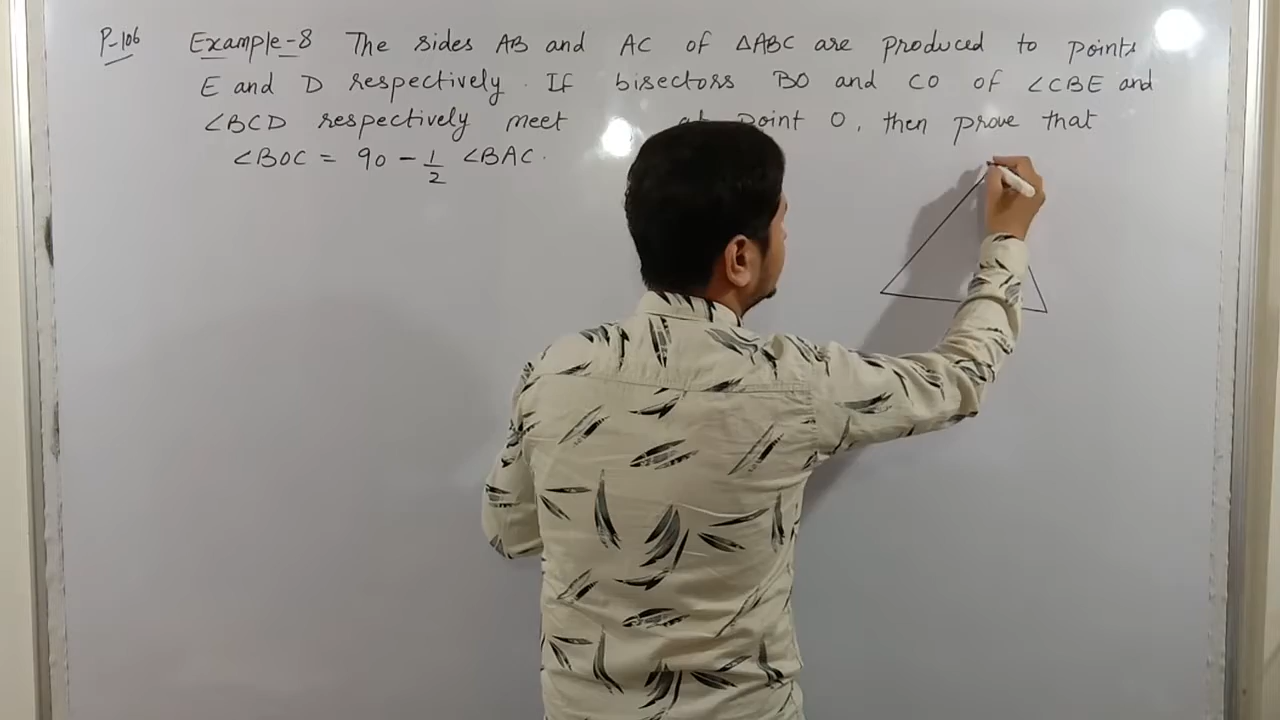 P-106 Example-8 The sides AB and AC of ΔABC are produced to points
E and D respectively. If bisectors BO and CO of ∠CBE and
∠BCD respectively meet point O, then prove that
∠BOC = 90 - 1/2 ∠BAC.